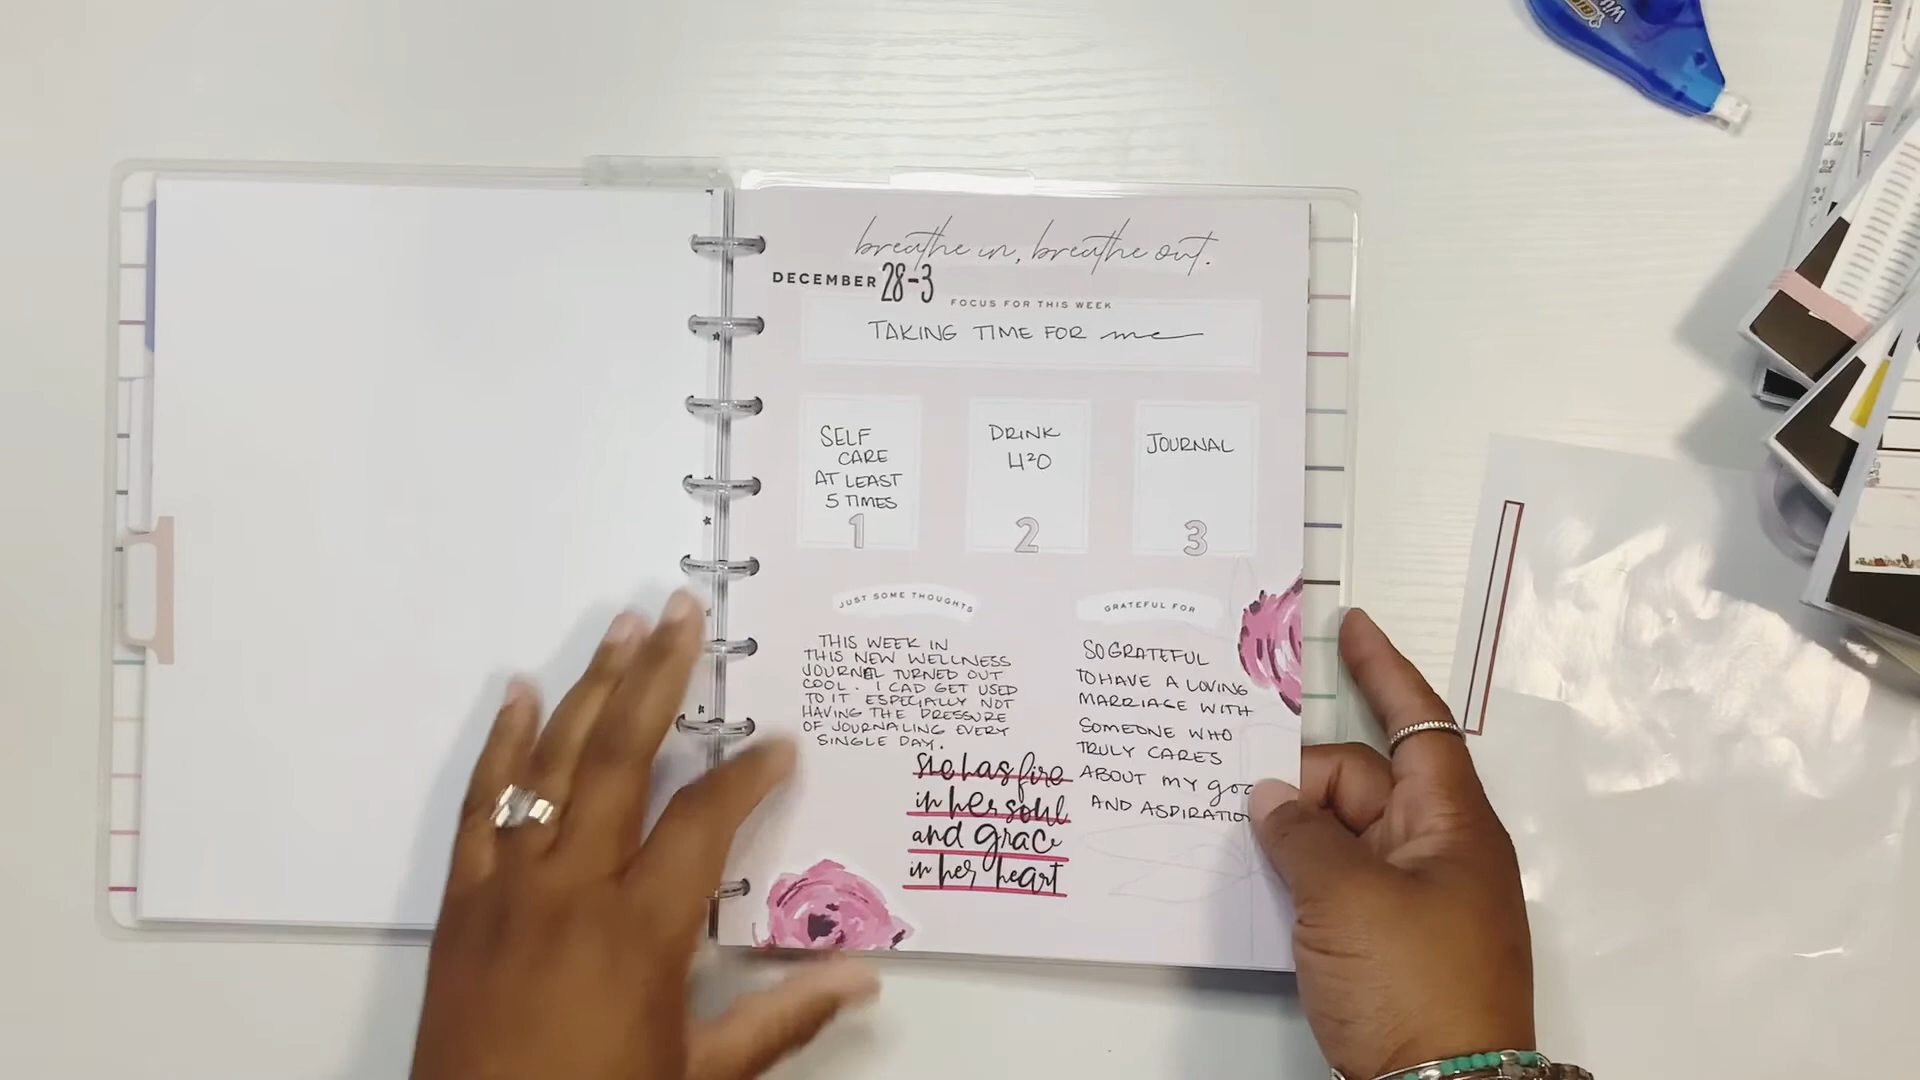 breathe in, breathe out.
DECEMBER 28-3
FOCUS FOR THIS WEEK
TAKING TIME FOR me
SELF
CARE
AT LEAST
5 TIMES
1
DRINK
H²O
2
JOURNAL
3
JUST SOME THOUGHTS
THIS WEEK IN
THIS NEW WELLNESS
JOURNAL TURNED OUT
COOL. I CAD GET USED
TO IT ESPECIALLY NOT
HAVING THE PRESSURE
OF JOURNALING EVERY
SINGLE DAY.
she has fire
in her soul
and grace
in her heart
GRATEFUL FOR
SO GRATEFUL
TO HAVE A LOVING
MARRIAGE WITH
SOMEONE WHO
TRULY CARES
ABOUT MY
AND
BIC
Wi